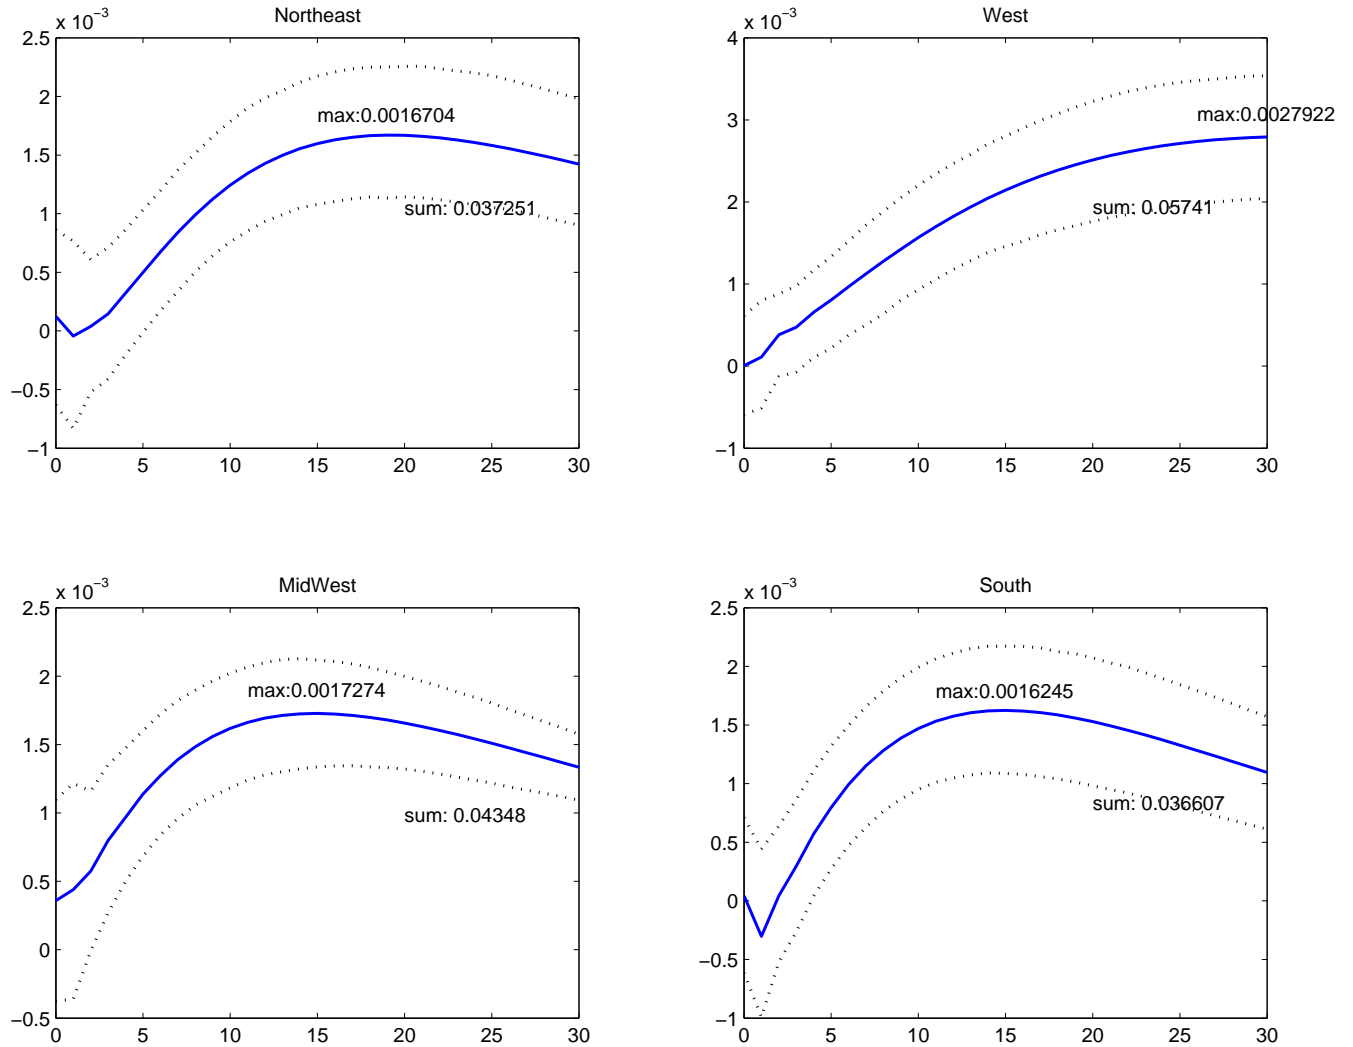 Northeast
x 10⁻³
2.5
2
1.5
1
0.5
0
−0.5
−1
max:0.0016704
sum: 0.037251
0 5 10 15 20 25 30
West
x 10⁻³
4
3
2
1
0
−1
max:0.0027922
sum: 0.05741
0 5 10 15 20 25 30
MidWest
x 10⁻³
2.5
2
1.5
1
0.5
0
−0.5
max:0.0017274
sum: 0.04348
0 5 10 15 20 25 30
South
x 10⁻³
2.5
2
1.5
1
0.5
0
−0.5
−1
max:0.0016245
sum: 0.036607
0 5 10 15 20 25 30